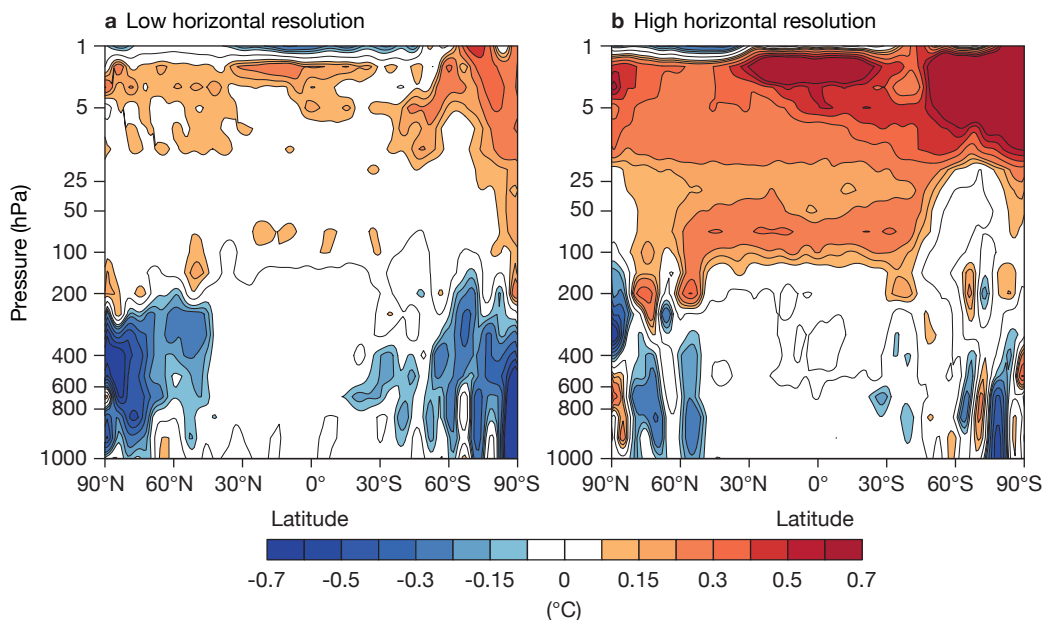 a Low horizontal resolution
b High horizontal resolution
Pressure (hPa)
1
5
25
50
100
200
400
600
800
1000
90°N 60°N 30°N 0° 30°S 60°S 90°S
Latitude
1
5
25
50
100
200
400
600
800
1000
90°N 60°N 30°N 0° 30°S 60°S 90°S
Latitude
-0.7 -0.5 -0.3 -0.15 0 0.15 0.3 0.5 0.7
(°C)